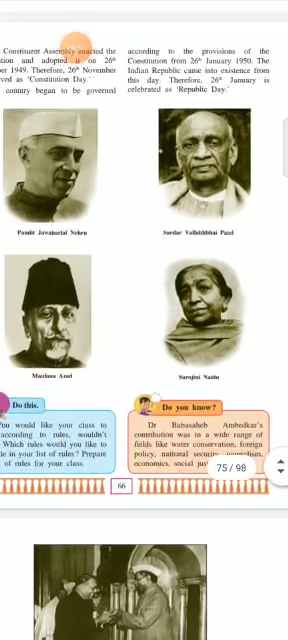 Constituent Assembly enacted the
tion and adopted it on 26th
er 1949. Therefore, 26th November
ved as 'Constitution Day.'
country began to be governed
according to the provisions of the
Constitution from 26th January 1950. The
Indian Republic came into existence from
this day. Therefore, 26th January is
celebrated as 'Republic Day.'
Pandit Jawaharlal Nehru
Sardar Vallabhbhai Patel
Maulana Azad
Sarojini Naidu
Do this.
You would like your class to
according to rules, wouldn't
Which rules would you like to
de in your list of rules? Prepare
of rules for your class.
Do you know?
Dr Babasaheb Ambedkar's
contribution was in a wide range of
fields like water conservation, foreign
policy, national security, journalism,
economics, social jus
75 / 98
66